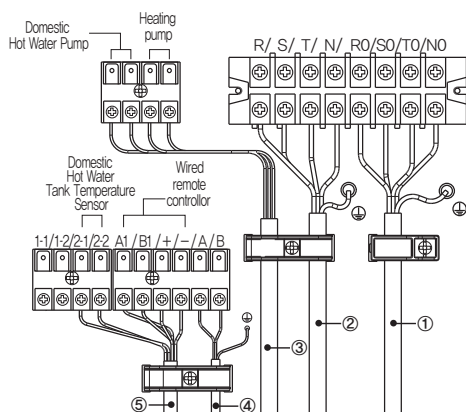 Domestic
Hot Water Pump
Heating
pump
R/ S/ T/ N/ R0/S0/T0/N0
Domestic
Hot Water
Tank Temperature
Sensor
Wired
remote
controllor
1-1/1-2/2-1/2-2 A1/B1/+/−/A/B
③
②
①
⑤
④